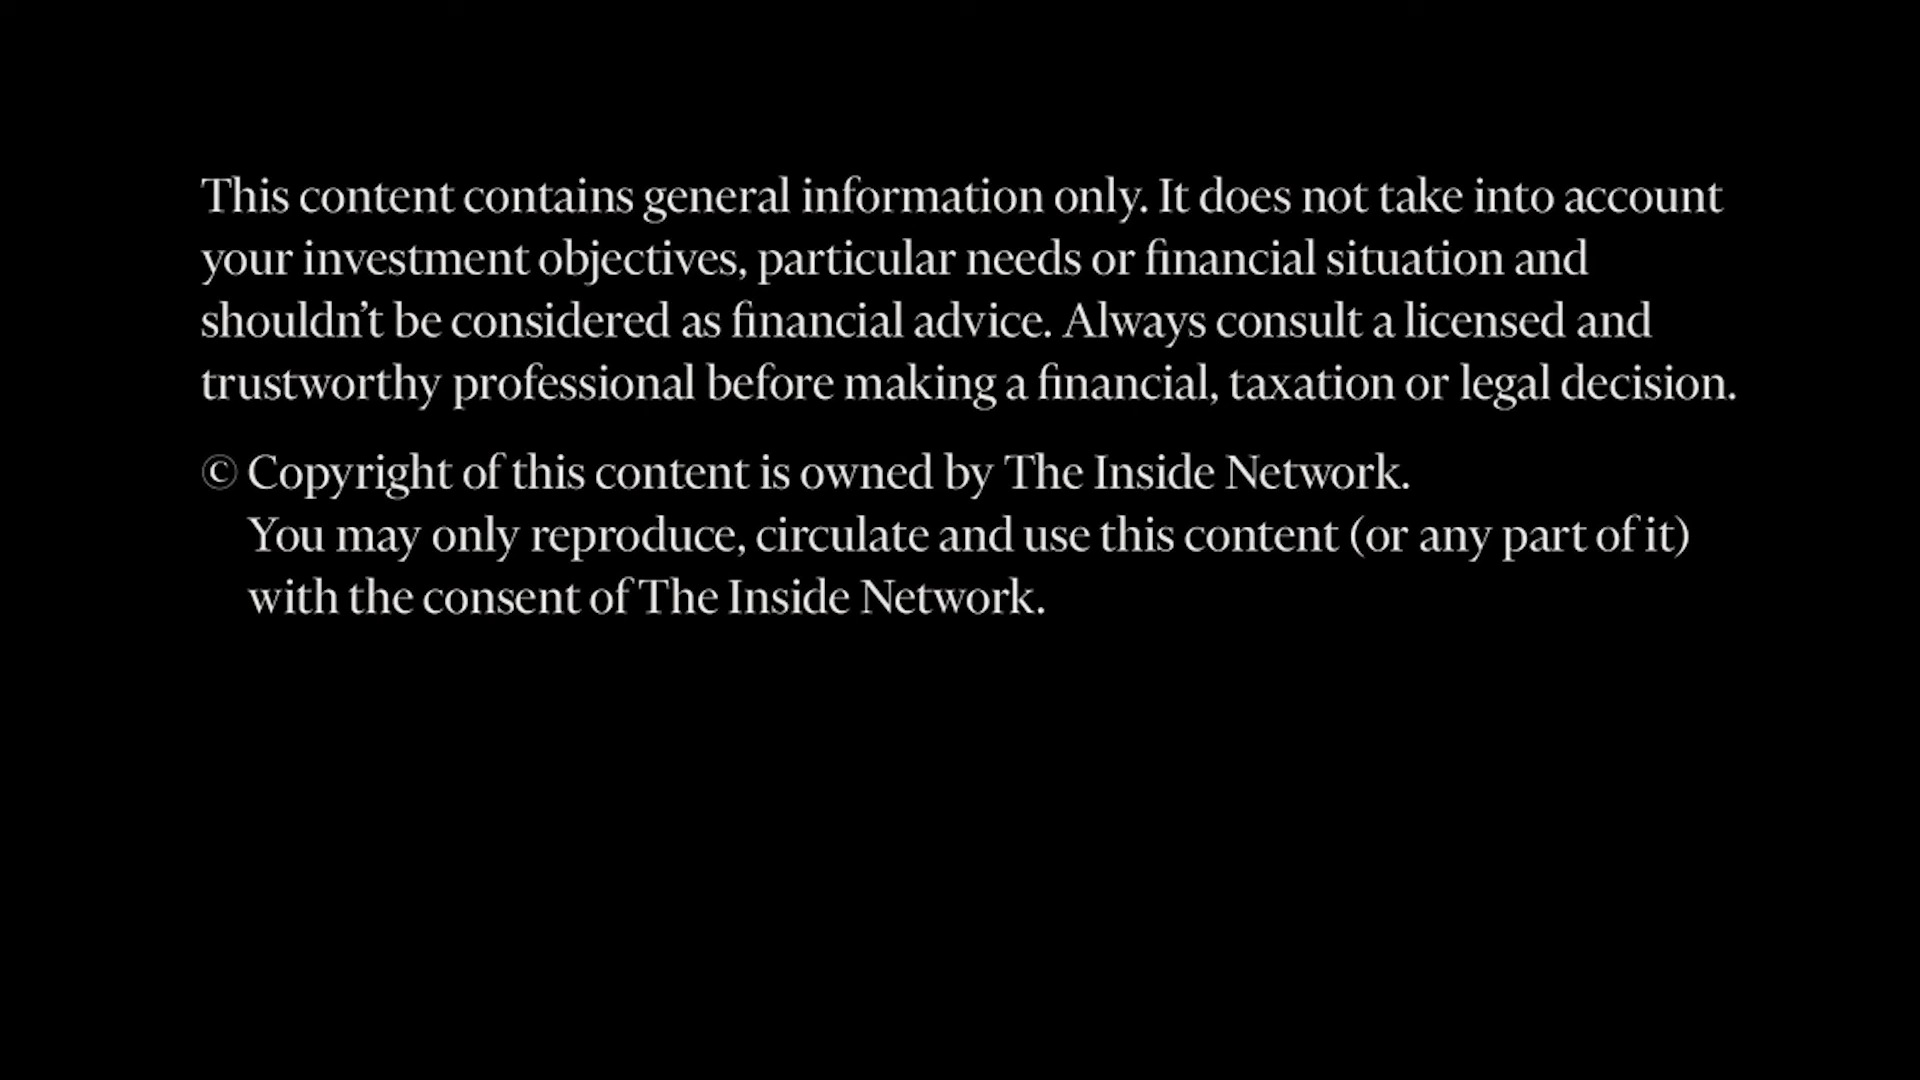 This content contains general information only. It does not take into account
your investment objectives, particular needs or financial situation and
shouldn’t be considered as financial advice. Always consult a licensed and
trustworthy professional before making a financial, taxation or legal decision.
© Copyright of this content is owned by The Inside Network.
You may only reproduce, circulate and use this content (or any part of it)
with the consent of The Inside Network.